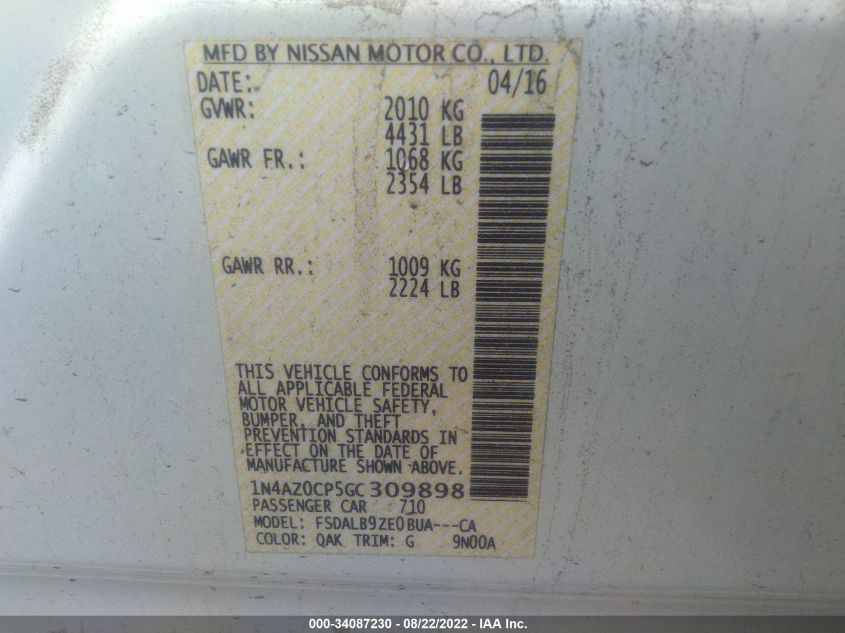 MFD BY NISSAN MOTOR CO., LTD.
DATE: 04/16
GVWR: 2010 KG
4431 LB
GAWR FR.: 1068 KG
2354 LB
GAWR RR.: 1009 KG
2224 LB
THIS VEHICLE CONFORMS TO
ALL APPLICABLE FEDERAL
MOTOR VEHICLE SAFETY,
BUMPER, AND THEFT
PREVENTION STANDARDS IN
EFFECT ON THE DATE OF
MANUFACTURE SHOWN ABOVE.
1N4AZ0CP5GC309898
PASSENGER CAR 710
MODEL: FSDALB9ZE0BUA---CA
COLOR: QAK TRIM: G 9N00A
000-34087230 - 08/22/2022 - IAA Inc.